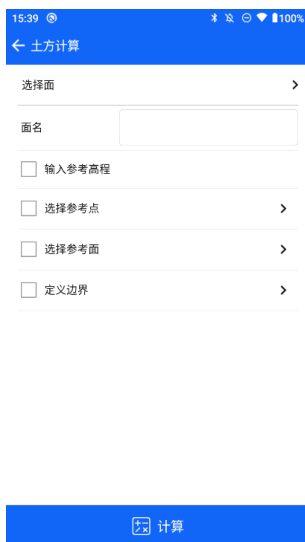 15:39 100%
土方计算
选择面
面名
输入参考高程
选择参考点
选择参考面
定义边界
计算